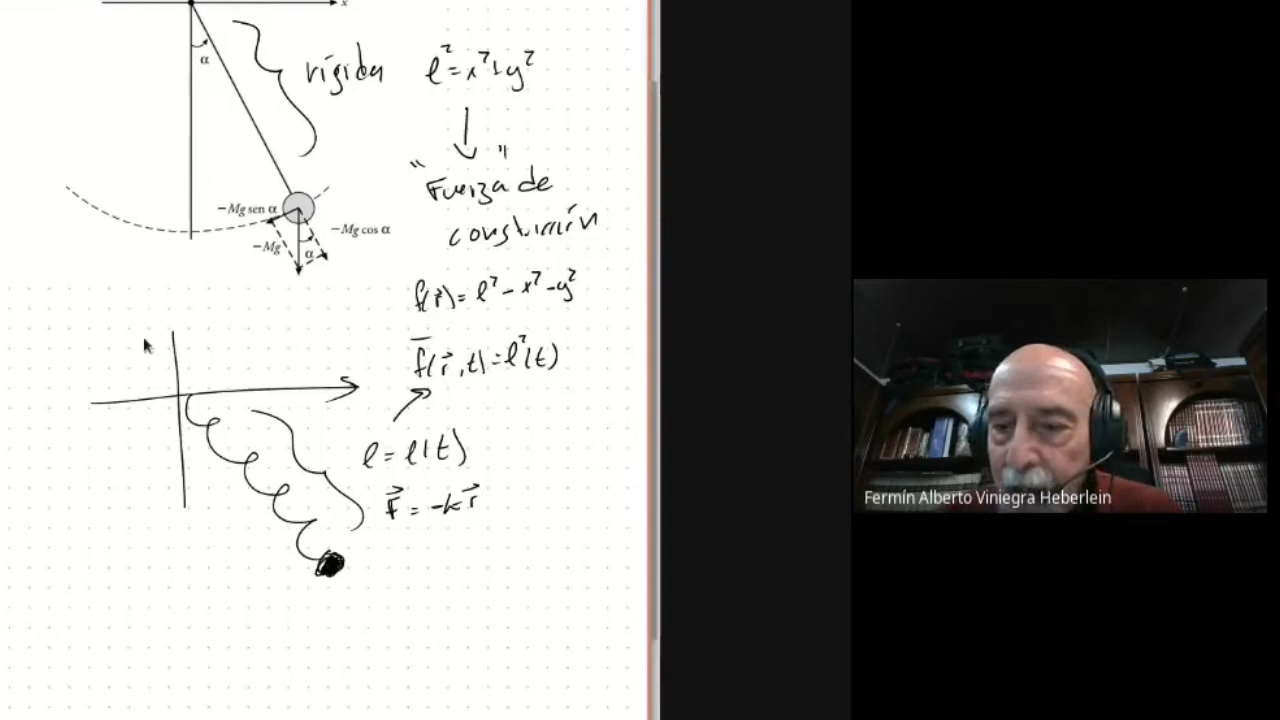 x
α
rígida
ℓ² = x² + y²
"Fuerza de
constricción"
−Mg sen α
−Mg cos α
−Mg
α
f(r⃗) = ℓ² − x² − y²
f̄(r⃗, t) = ℓ²(t)
ℓ = ℓ(t)
F⃗ = −k r⃗
Fermín Alberto Viniegra Heberlein